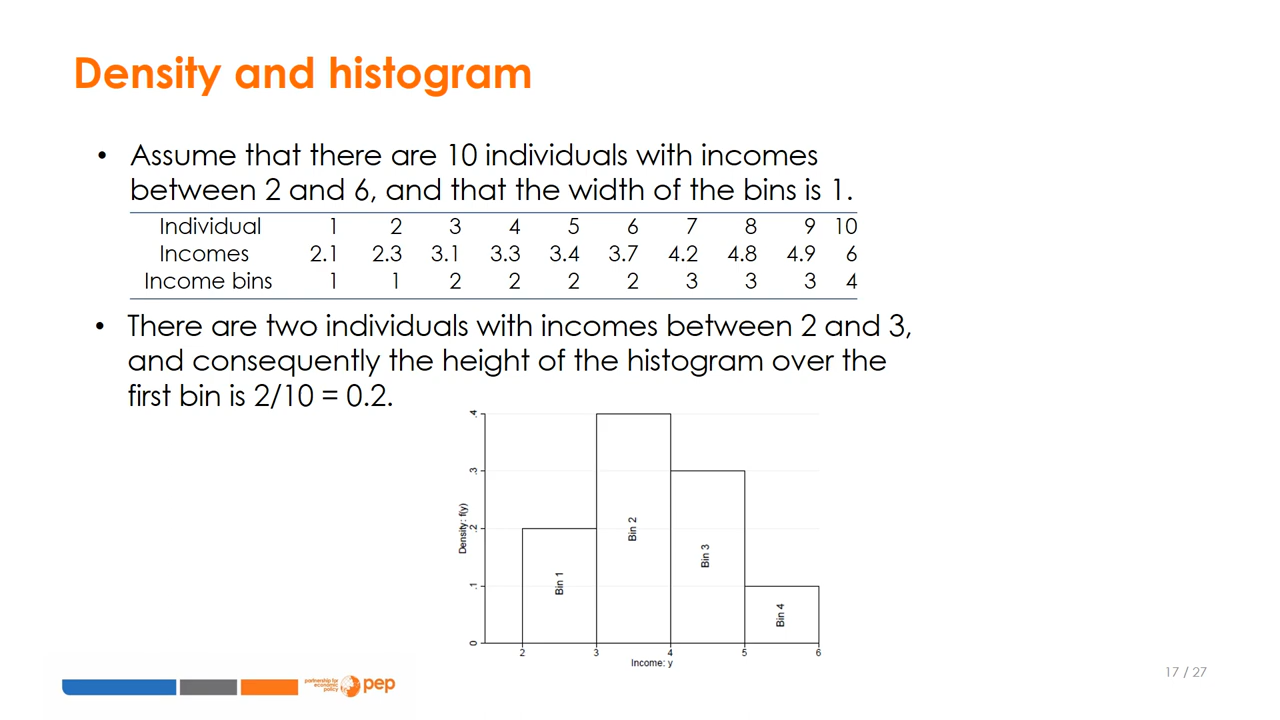 Density and histogram
• Assume that there are 10 individuals with incomes
between 2 and 6, and that the width of the bins is 1.
Individual 1 2 3 4 5 6 7 8 9 10
Incomes 2.1 2.3 3.1 3.3 3.4 3.7 4.2 4.8 4.9 6
Income bins 1 1 2 2 2 2 3 3 3 4
• There are two individuals with incomes between 2 and 3,
and consequently the height of the histogram over the
first bin is 2/10 = 0.2.
Density: f(y)
.4
.3
.2
.1
0
Bin 1
Bin 2
Bin 3
Bin 4
2 3 4 5 6
Income: y
partnership for
economic
policy
pep
17 / 27